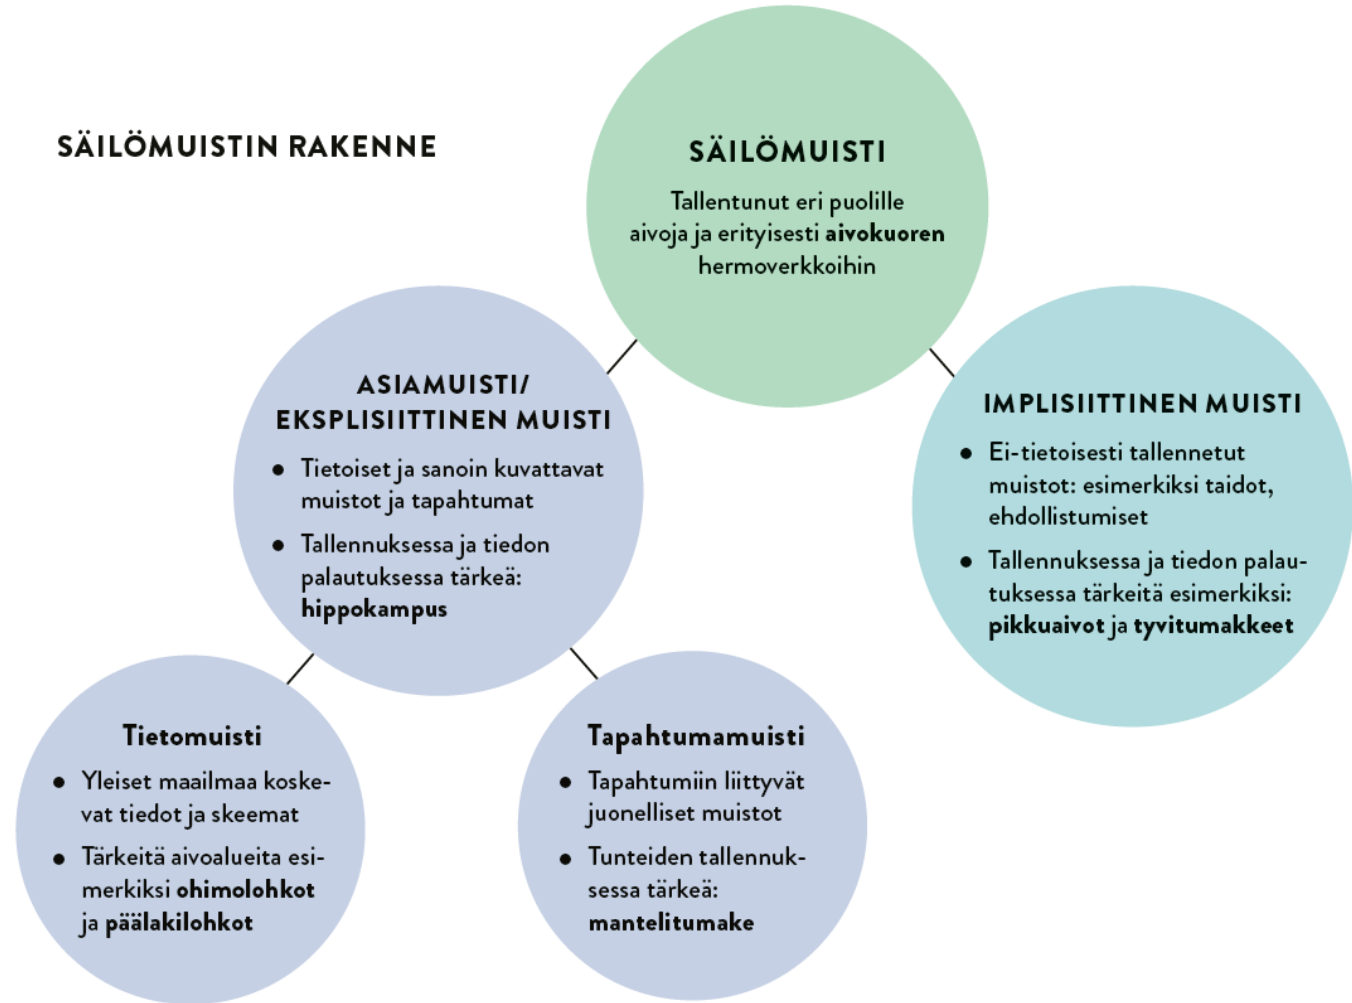 SÄILÖMUISTIN RAKENNE
SÄILÖMUISTI
Tallentunut eri puolille
aivoja ja erityisesti aivokuoren
hermoverkkoihin
ASIAMUISTI/
EKSPLISIITTINEN MUISTI
● Tietoiset ja sanoin kuvattavat
muistot ja tapahtumat
● Tallennuksessa ja tiedon
palautuksessa tärkeä:
hippokampus
IMPLISIITTINEN MUISTI
● Ei-tietoisesti tallennetut
muistot: esimerkiksi taidot,
ehdollistumiset
● Tallennuksessa ja tiedon palau-
tuksessa tärkeitä esimerkiksi:
pikkuaivot ja tyvitumakkeet
Tietomuisti
● Yleiset maailmaa koske-
vat tiedot ja skeemat
● Tärkeitä aivoalueita esi-
merkiksi ohimolohkot
ja päälakilohkot
Tapahtumamuisti
● Tapahtumiin liittyvät
juonelliset muistot
● Tunteiden tallennuk-
sessa tärkeä:
mantelitumake